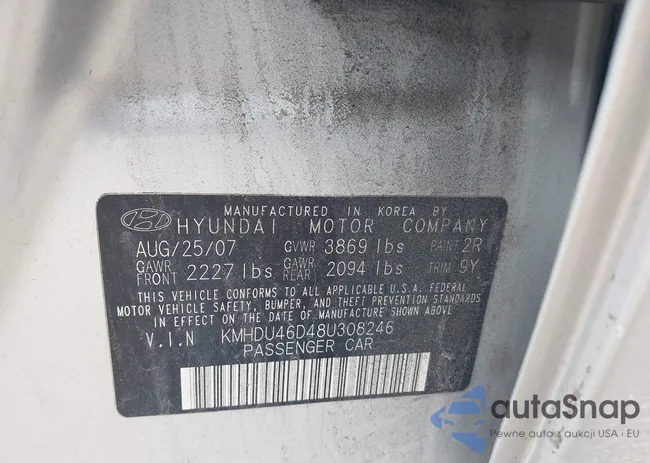 MANUFACTURED IN KOREA BY
HYUNDAI MOTOR COMPANY
AUG/25/07 GVWR 3869 lbs PAINT 2R
GAWR FRONT 2227 lbs GAWR REAR 2094 lbs TRIM 9Y
THIS VEHICLE CONFORMS TO ALL APPLICABLE U.S.A. FEDERAL
MOTOR VEHICLE SAFETY, BUMPER, AND THEFT PREVENTION STANDARDS
IN EFFECT ON THE DATE OF MANUFACTURE SHOWN ABOVE
V.I.N KMHDU46D48U308246
PASSENGER CAR
autaSnap
Pewne auta z aukcji USA i EU